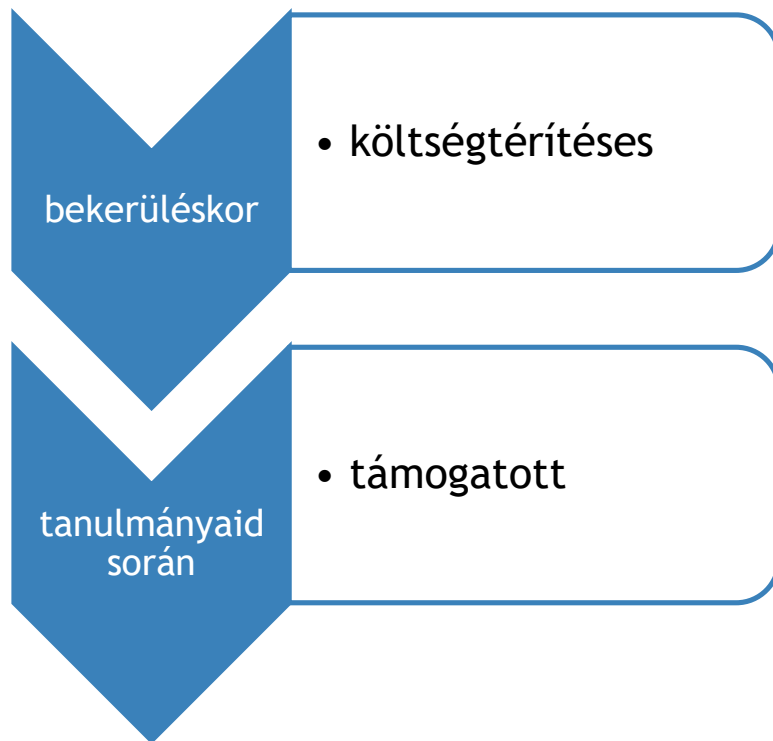 bekerüléskor
• költségtérítéses
tanulmányaid
során
• támogatott